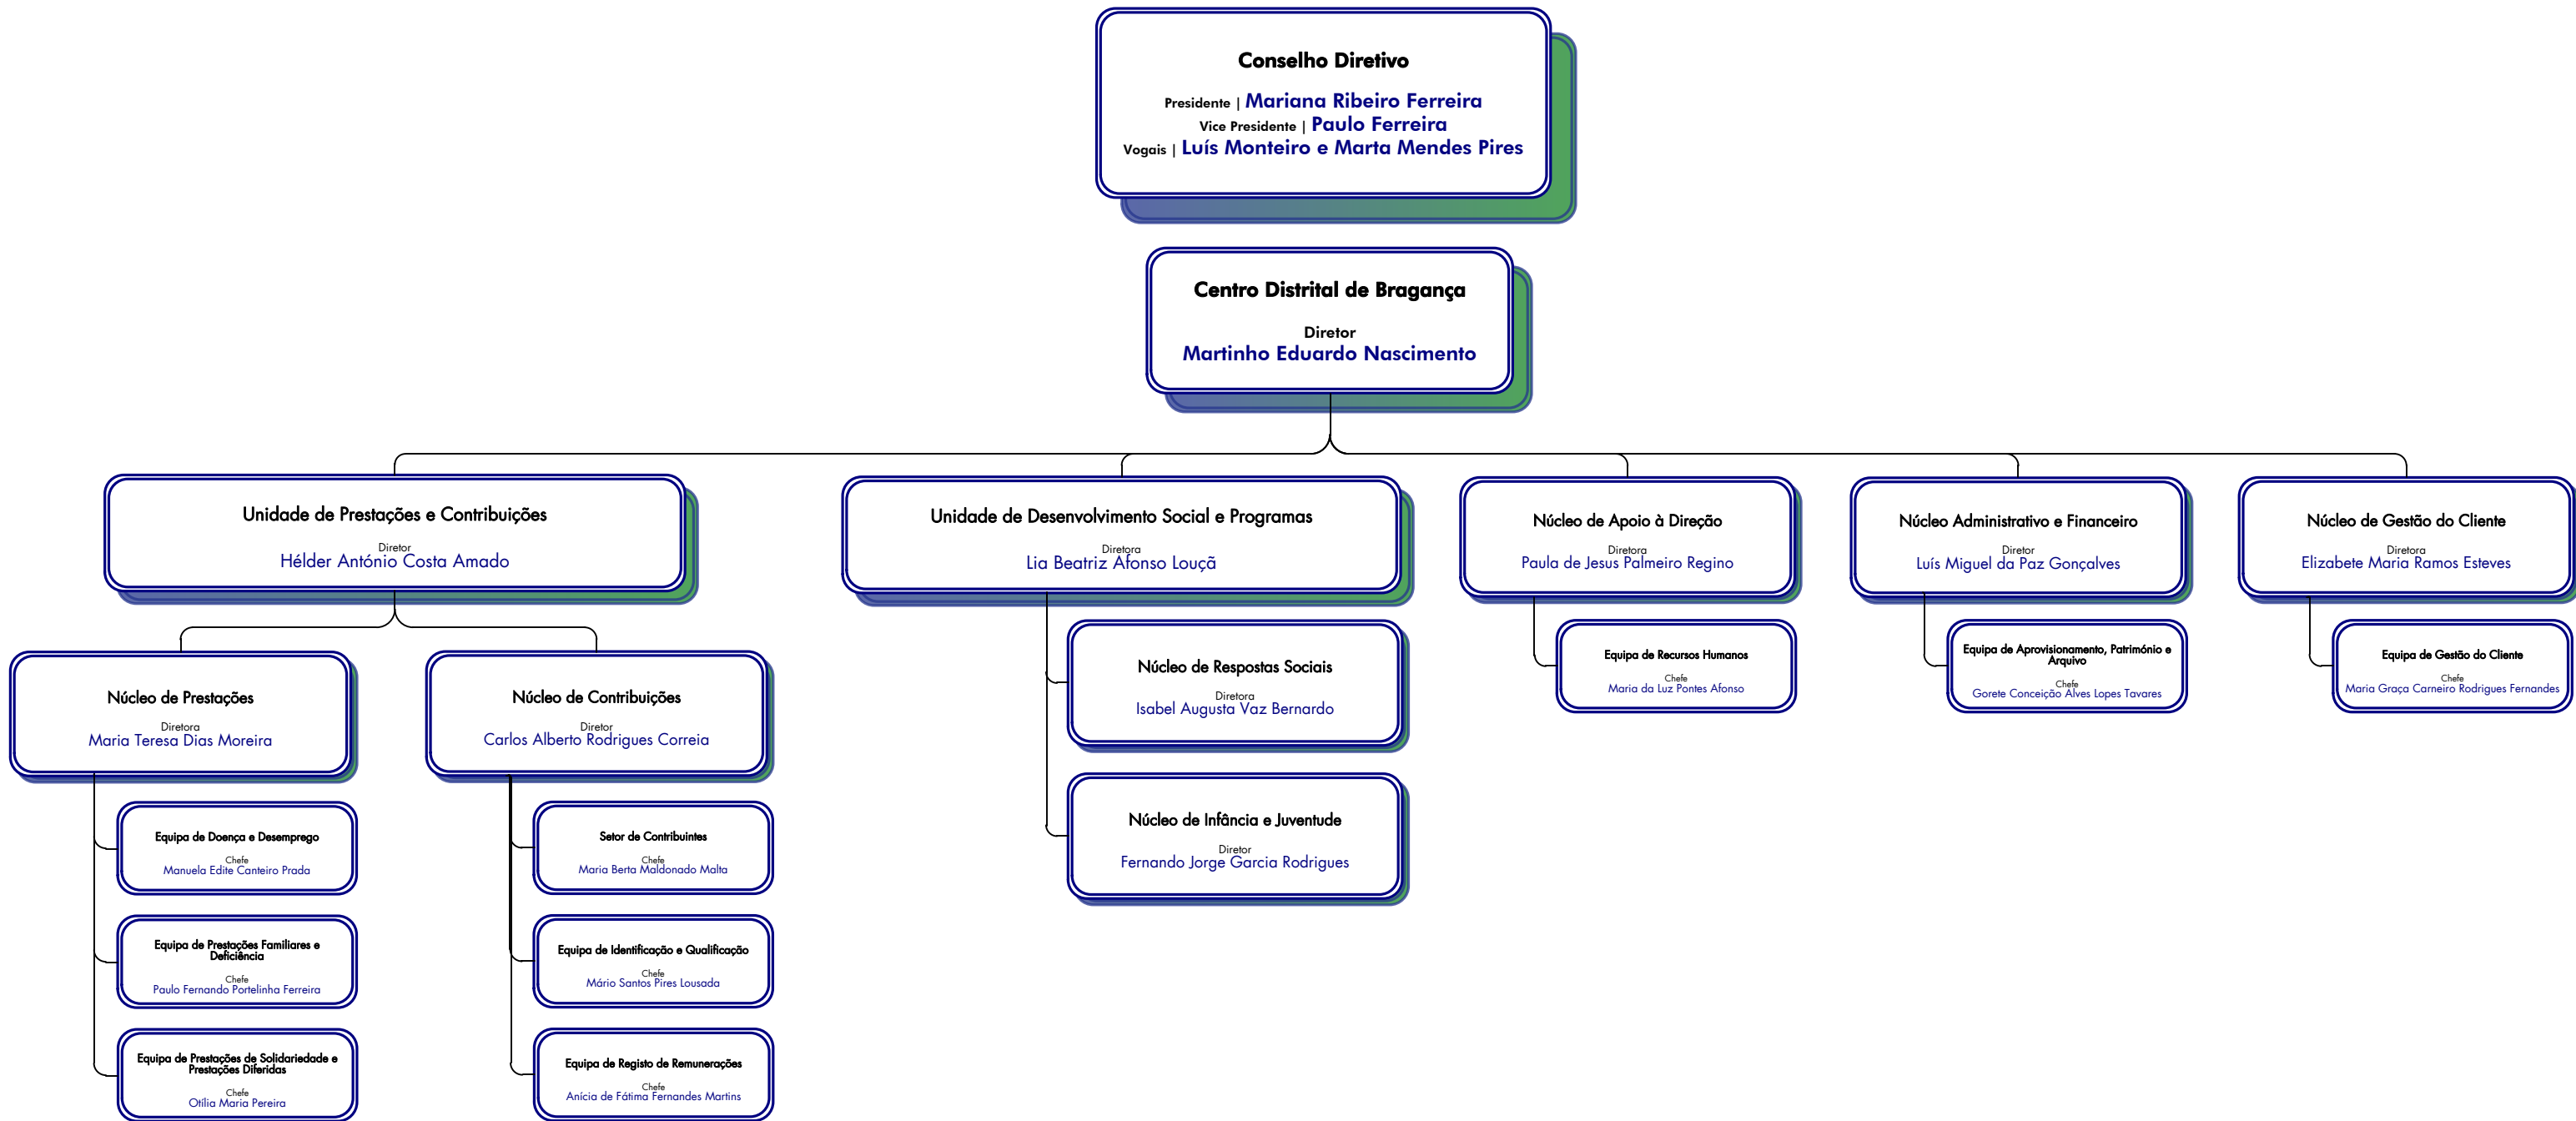 Conselho Diretivo
Presidente | Mariana Ribeiro Ferreira
Vice Presidente | Paulo Ferreira
Vogais | Luís Monteiro e Marta Mendes Pires
Centro Distrital de Bragança
Diretor
Martinho Eduardo Nascimento
Unidade de Prestações e Contribuições
Diretor
Hélder António Costa Amado
Unidade de Desenvolvimento Social e Programas
Diretora
Lia Beatriz Afonso Louçã
Núcleo de Apoio à Direção
Diretora
Paula de Jesus Palmeiro Regino
Núcleo Administrativo e Financeiro
Diretor
Luís Miguel da Paz Gonçalves
Núcleo de Gestão do Cliente
Diretora
Elizabete Maria Ramos Esteves
Núcleo de Prestações
Diretora
Maria Teresa Dias Moreira
Núcleo de Contribuições
Diretor
Carlos Alberto Rodrigues Correia
Núcleo de Respostas Sociais
Diretora
Isabel Augusta Vaz Bernardo
Equipa de Recursos Humanos
Chefe
Maria da Luz Pontes Afonso
Equipa de Aprovisionamento, Património e
Arquivo
Chefe
Gorete Conceição Alves Lopes Tavares
Equipa de Gestão do Cliente
Chefe
Maria Graça Carneiro Rodrigues Fernandes
Núcleo de Infância e Juventude
Diretor
Fernando Jorge Garcia Rodrigues
Equipa de Doença e Desemprego
Chefe
Manuela Edite Canteiro Prada
Setor de Contribuintes
Chefe
Maria Berta Maldonado Malta
Equipa de Prestações Familiares e
Deficiência
Chefe
Paulo Fernando Portelinha Ferreira
Equipa de Identificação e Qualificação
Chefe
Mário Santos Pires Lousada
Equipa de Prestações de Solidariedade e
Prestações Diferidas
Chefe
Otília Maria Pereira
Equipa de Registo de Remunerações
Chefe
Anícia de Fátima Fernandes Martins